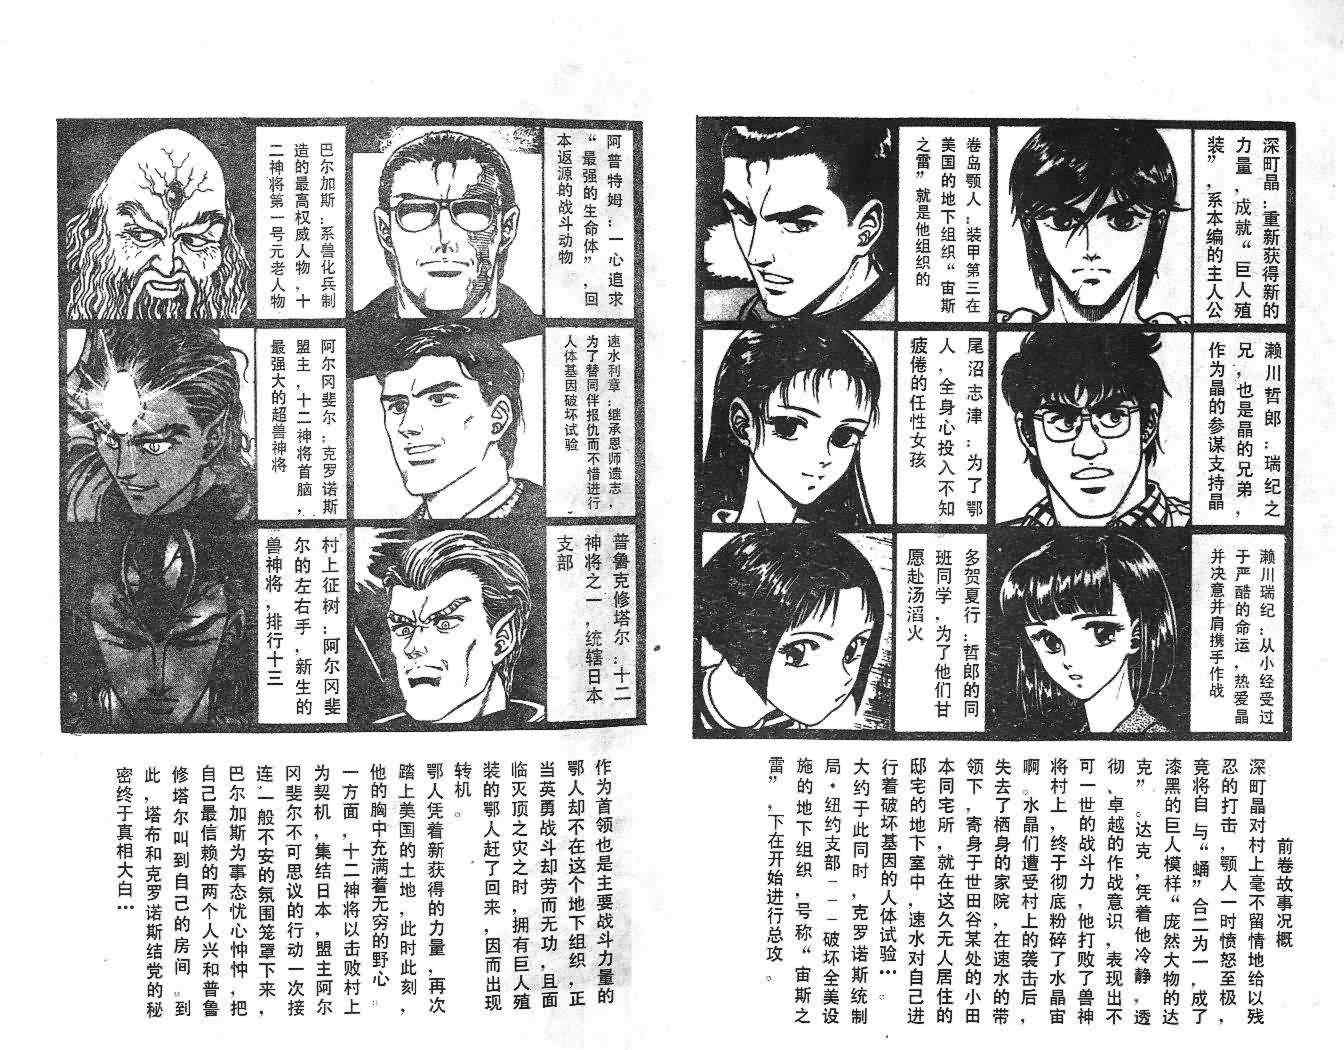 深町晶：重新获得新的
力量，成就“巨人殖
装”，系本编的主人公
卷岛颚人：装甲第三在
美国的地下组织“宙斯
之雷”就是他组织的
濑川哲郎：瑞纪之
兄，也是晶的兄弟，
作为晶的参谋支持晶
尾沼志津：为了鄂
人，全身心投入不知
疲倦的任性女孩
濑川瑞纪：从小经受过
于严酷的命运，热爱晶
并决意并肩携手作战
多贺夏行：哲郎的同
班同学，为了他们甘
愿赴汤滔火
前卷故事况概
深町晶对村上毫不留情地给以残
忍的打击，颚人一时愤怒至极，
竟将自 与“蛹”合二为一，成了
漆黑的巨人模样“庞然大物的达
克”。达克，凭着他冷静，透
彻、卓越的作战意识，表现出不
可一世的战斗力，他打败了兽神
将村上，终于彻底粉碎了水晶宙
啊。水晶们遭受村上的袭击后，
失去了栖身的家院，在速水的带
领下，寄身于世田谷某处的小田
本同宅所，就在这久无人居住的
邸宅的地下室中，速水对自己进
行着破坏基因的人体试验…
大约于此同时，克罗诺斯统制
局·纽约支部——破坏全美设
施的地下组织，号称“宙斯之
雷”，下在开始进行总攻。
阿普特姆：一心追求
“最强的生命体”，回
本返源的战斗动物
巴尔加斯：系兽化兵制
造的最高权威人物，十
二神将第一号元老人物
速水利章：继承恩师遗志，
为了替同伴报仇而不惜进行
人体基因破坏试验
阿尔冈斐尔：克罗诺斯
盟主，十二神将首脑，
最强大的超兽神将
普鲁克修塔尔：十二
神将之一，统辖日本
支部
村上征树：阿尔冈斐
尔的左右手，新生的
兽神将，排行十三
作为首领也是主要战斗力量的
鄂人却不在这个地下组织，正
当英勇战斗却劳而无功，且面
临灭顶之灾之时，拥有巨人殖
装的鄂人赶了回来，因而出现
转机。
鄂人凭着新获得的力量，再次
踏上美国的土地，此时此刻，
他的胸中充满着无穷的野心。
一方面，十二神将以击败村上
为契机，集结日本，盟主阿尔
冈斐尔不可思议的行动一次接
连一般不安的氛围笼罩下来，
巴尔加斯为事态忧心忡忡，把
自己最信赖的两个人兴和普鲁
修塔尔叫到自己的房间。到
此，塔布和克罗诺斯结党的秘
密终于真相大白…